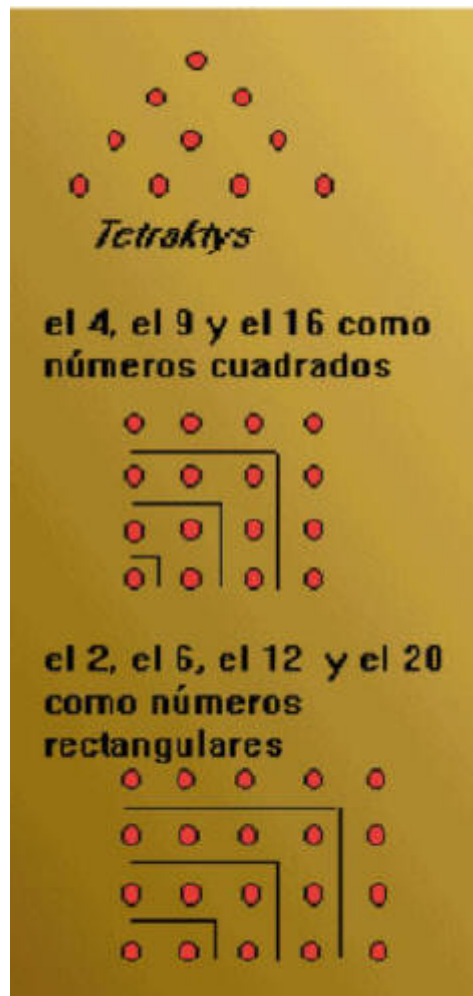 Tetraktys
el 4, el 9 y el 16 como
números cuadrados
el 2, el 6, el 12 y el 20
como números
rectangulares